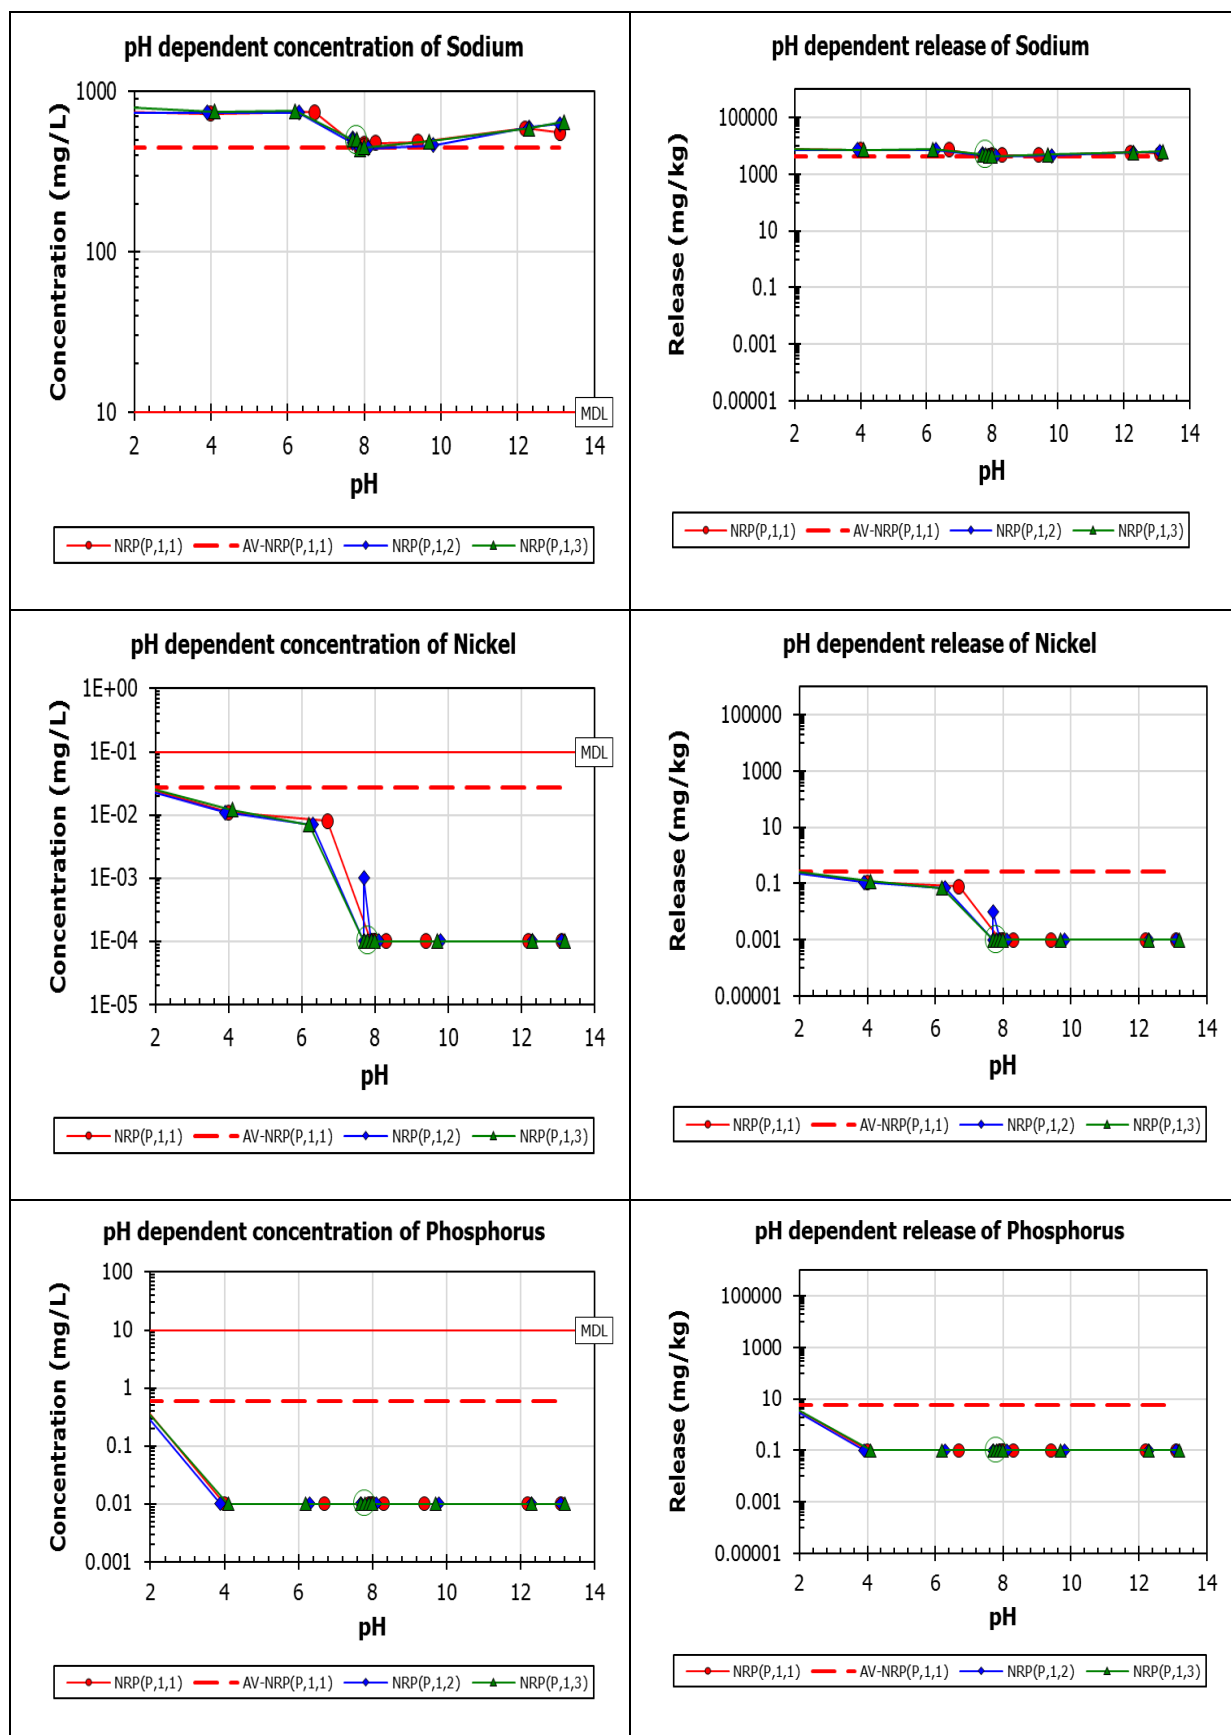 pH dependent concentration of Sodium
Concentration (mg/L)
1000
100
10
MDL
2 4 6 8 10 12 14
pH
NRP(P,1,1) AV-NRP(P,1,1) NRP(P,1,2) NRP(P,1,3)
pH dependent release of Sodium
Release (mg/kg)
100000
1000
10
0.1
0.001
0.00001
2 4 6 8 10 12 14
pH
NRP(P,1,1) AV-NRP(P,1,1) NRP(P,1,2) NRP(P,1,3)
pH dependent concentration of Nickel
Concentration (mg/L)
1E+00
1E-01
MDL
1E-02
1E-03
1E-04
1E-05
2 4 6 8 10 12 14
pH
NRP(P,1,1) AV-NRP(P,1,1) NRP(P,1,2) NRP(P,1,3)
pH dependent release of Nickel
Release (mg/kg)
100000
1000
10
0.1
0.001
0.00001
2 4 6 8 10 12 14
pH
NRP(P,1,1) AV-NRP(P,1,1) NRP(P,1,2) NRP(P,1,3)
pH dependent concentration of Phosphorus
Concentration (mg/L)
100
10
MDL
1
0.1
0.01
0.001
2 4 6 8 10 12 14
pH
NRP(P,1,1) AV-NRP(P,1,1) NRP(P,1,2) NRP(P,1,3)
pH dependent release of Phosphorus
Release (mg/kg)
100000
1000
10
0.1
0.001
0.00001
2 4 6 8 10 12 14
pH
NRP(P,1,1) AV-NRP(P,1,1) NRP(P,1,2) NRP(P,1,3)